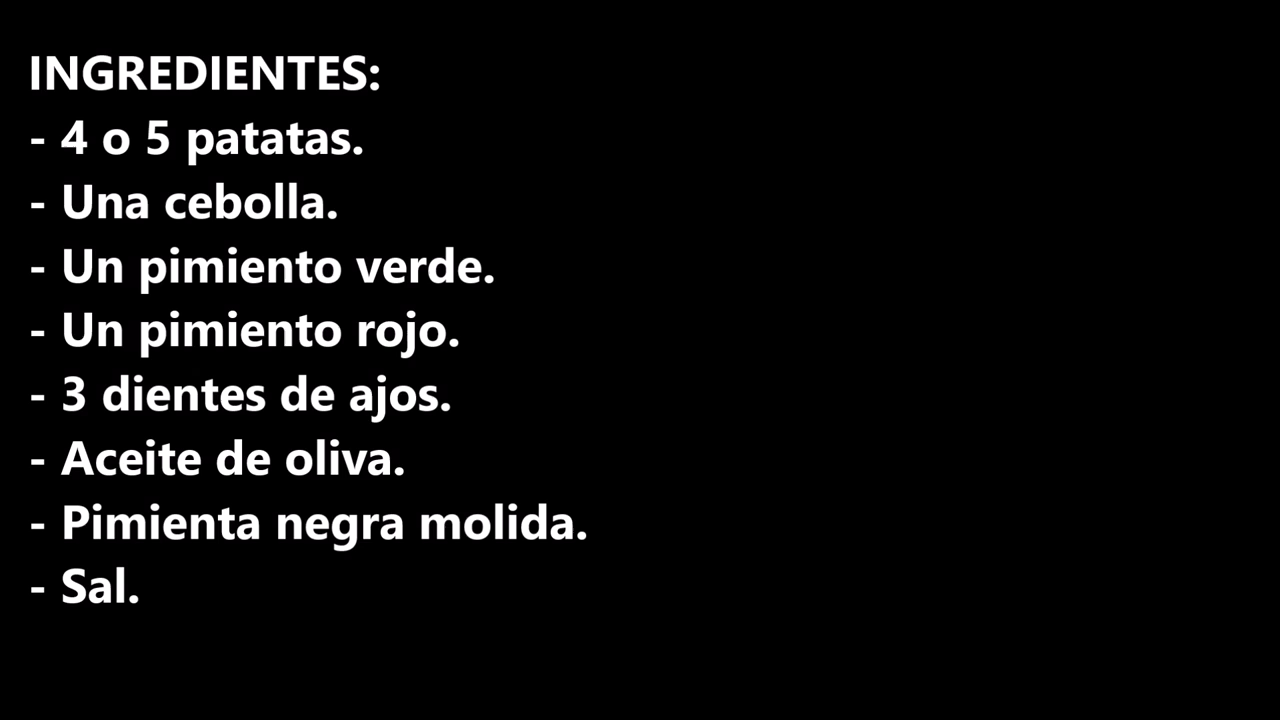 INGREDIENTES:
- 4 o 5 patatas.
- Una cebolla.
- Un pimiento verde.
- Un pimiento rojo.
- 3 dientes de ajos.
- Aceite de oliva.
- Pimienta negra molida.
- Sal.